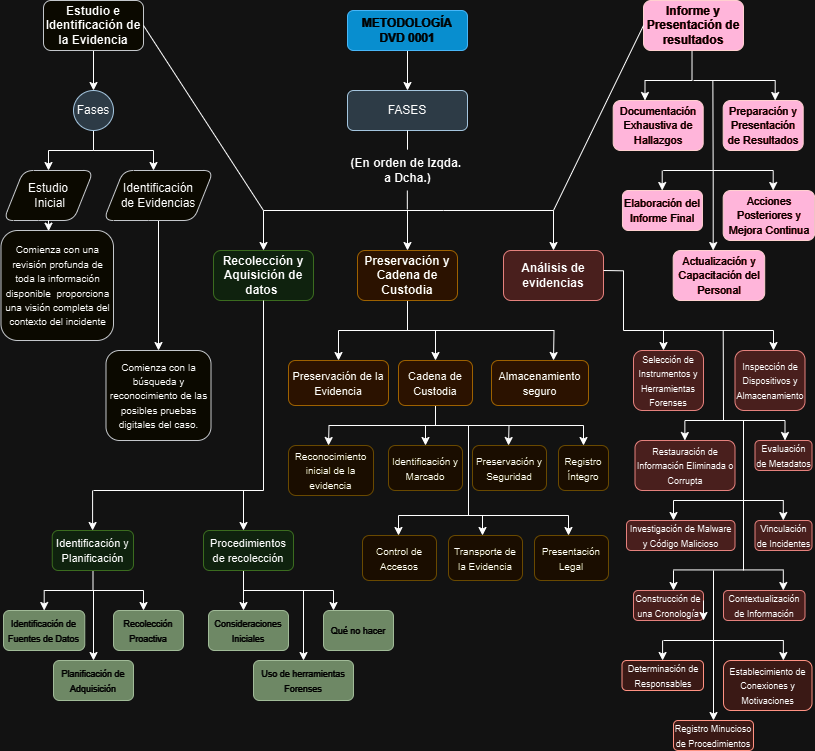 METODOLOGÍA
DVD 0001
FASES
(En orden de Izqda.
a Dcha.)
Estudio e
Identificación de
la Evidencia
Fases
Estudio
Inicial
Identificación
de Evidencias
Comienza con una
revisión profunda de
toda la información
disponible proporciona
una visión completa del
contexto del incidente
Comienza con la
búsqueda y
reconocimiento de las
posibles pruebas
digitales del caso.
Recolección y
Aquisición de
datos
Identificación y
Planificación
Procedimientos
de recolección
Identificación de
Fuentes de Datos
Recolección
Proactiva
Planificación de
Adquisición
Consideraciones
Iniciales
Qué no hacer
Uso de herramientas
Forenses
Preservación y
Cadena de
Custodia
Preservación de la
Evidencia
Cadena de
Custodia
Almacenamiento
seguro
Reconocimiento
inicial de la
evidencia
Identificación y
Marcado
Preservación y
Seguridad
Registro
Íntegro
Control de
Accesos
Transporte de
la Evidencia
Presentación
Legal
Análisis de
evidencias
Selección de
Instrumentos y
Herramientas
Forenses
Inspección de
Dispositivos y
Almacenamiento
Restauración de
Información Eliminada o
Corrupta
Evaluación
de Metadatos
Investigación de Malware
y Código Malicioso
Vinculación
de Incidentes
Construcción de
una Cronología
Contextualización
de Información
Determinación de
Responsables
Establecimiento de
Conexiones y
Motivaciones
Registro Minucioso
de Procedimientos
Informe y
Presentación de
resultados
Documentación
Exhaustiva de
Hallazgos
Preparación y
Presentación
de Resultados
Elaboración del
Informe Final
Acciones
Posteriores y
Mejora Continua
Actualización y
Capacitación del
Personal